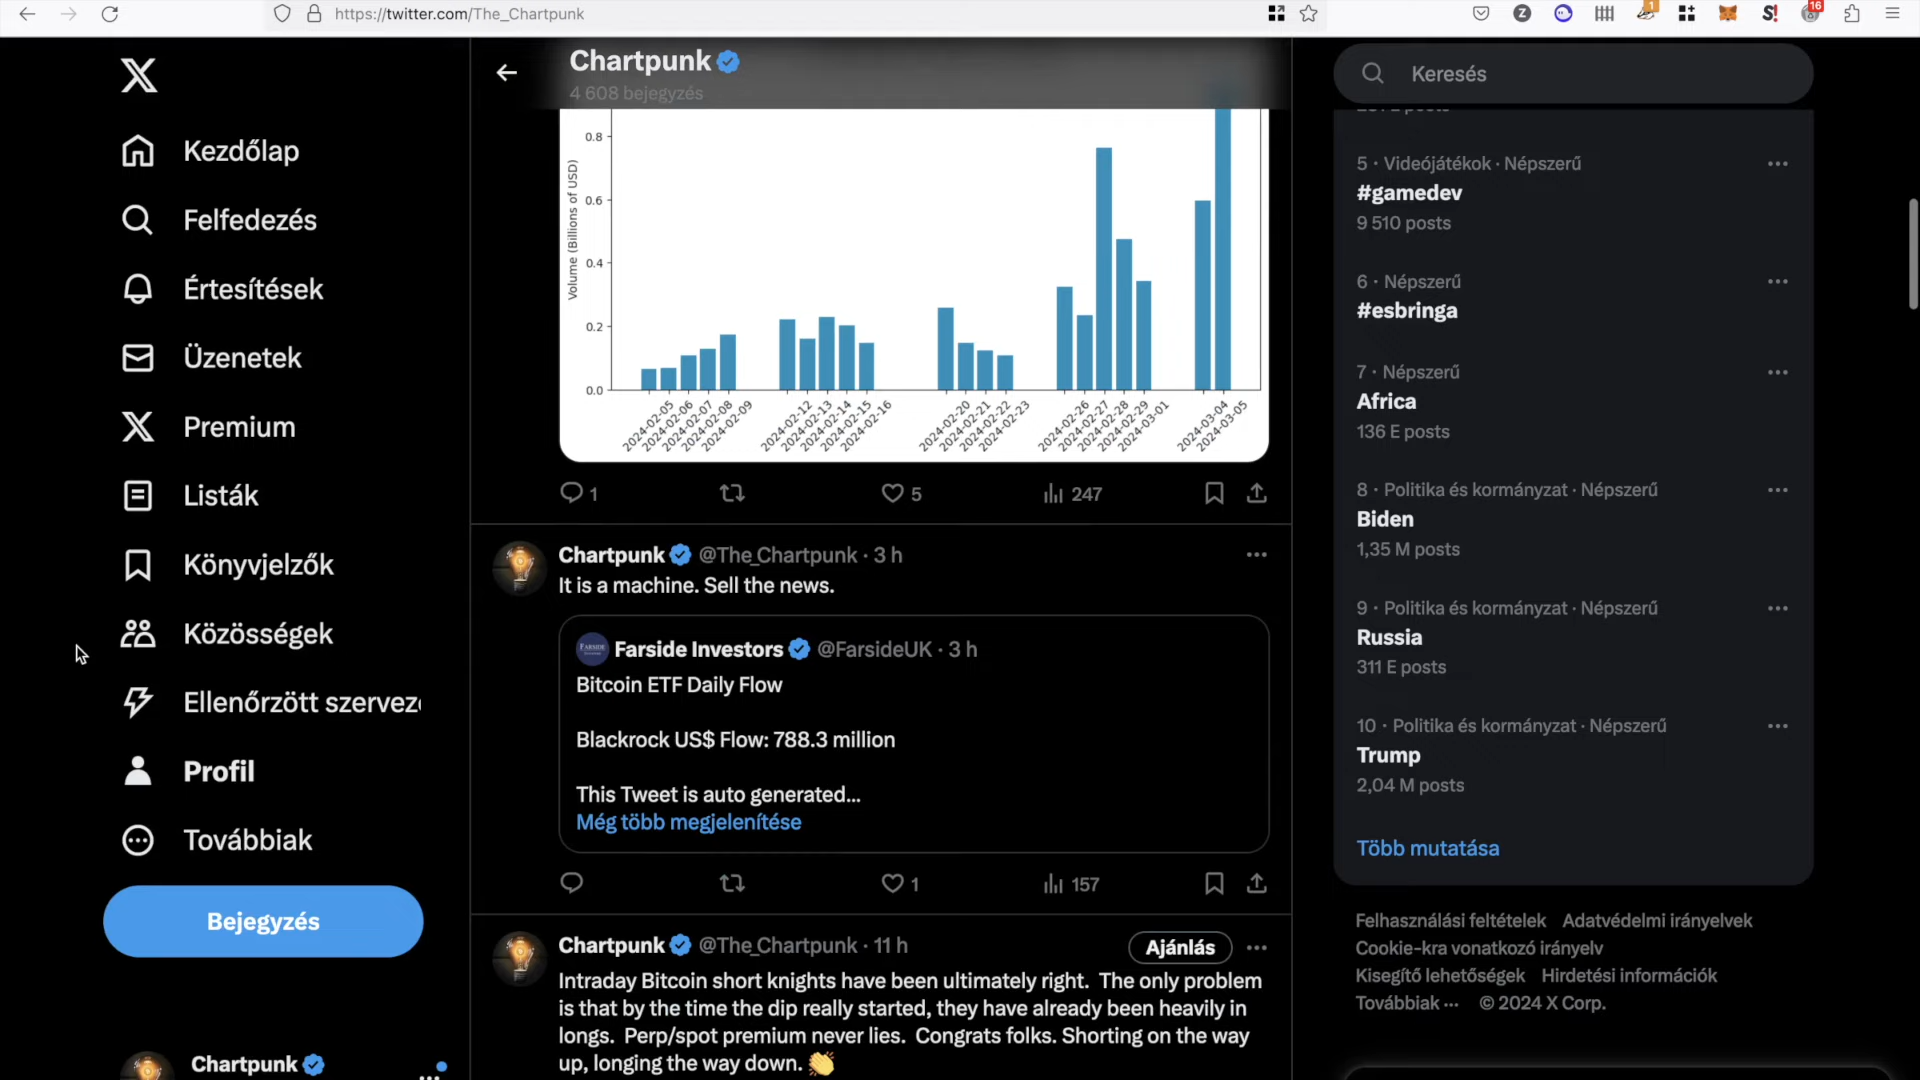 https://twitter.com/The_Chartpunk
Z
1
S!
16
Kezdőlap
Felfedezés
Értesítések
Üzenetek
Premium
Listák
Könyvjelzők
Közösségek
Ellenőrzött szerveze
Profil
Továbbiak
Bejegyzés
Chartpunk
Chartpunk
4 608 bejegyzés
Volume (Billions of USD)
0.8
0.6
0.4
0.2
0.0
2024-02-05
2024-02-06
2024-02-07
2024-02-08
2024-02-09
2024-02-12
2024-02-13
2024-02-14
2024-02-15
2024-02-16
2024-02-20
2024-02-21
2024-02-22
2024-02-23
2024-02-26
2024-02-27
2024-02-28
2024-02-29
2024-03-01
2024-03-04
2024-03-05
1 5 247
Chartpunk @The_Chartpunk · 3 h
It is a machine. Sell the news.
FARSIDE
Farside Investors @FarsideUK · 3 h
Bitcoin ETF Daily Flow
Blackrock US$ Flow: 788.3 million
This Tweet is auto generated...
Még több megjelenítése
1 157
Chartpunk @The_Chartpunk · 11 h
Ajánlás
Intraday Bitcoin short knights have been ultimately right. The only problem
is that by the time the dip really started, they have already been heavily in
longs. Perp/spot premium never lies. Congrats folks. Shorting on the way
up, longing the way down. 👏
Keresés
5 · Videójátékok · Népszerű
#gamedev
9 510 posts
6 · Népszerű
#esbringa
7 · Népszerű
Africa
136 E posts
8 · Politika és kormányzat · Népszerű
Biden
1,35 M posts
9 · Politika és kormányzat · Népszerű
Russia
311 E posts
10 · Politika és kormányzat · Népszerű
Trump
2,04 M posts
Több mutatása
Felhasználási feltételek Adatvédelmi irányelvek
Cookie-kra vonatkozó irányelv
Kisegítő lehetőségek Hirdetési információk
Továbbiak ··· © 2024 X Corp.